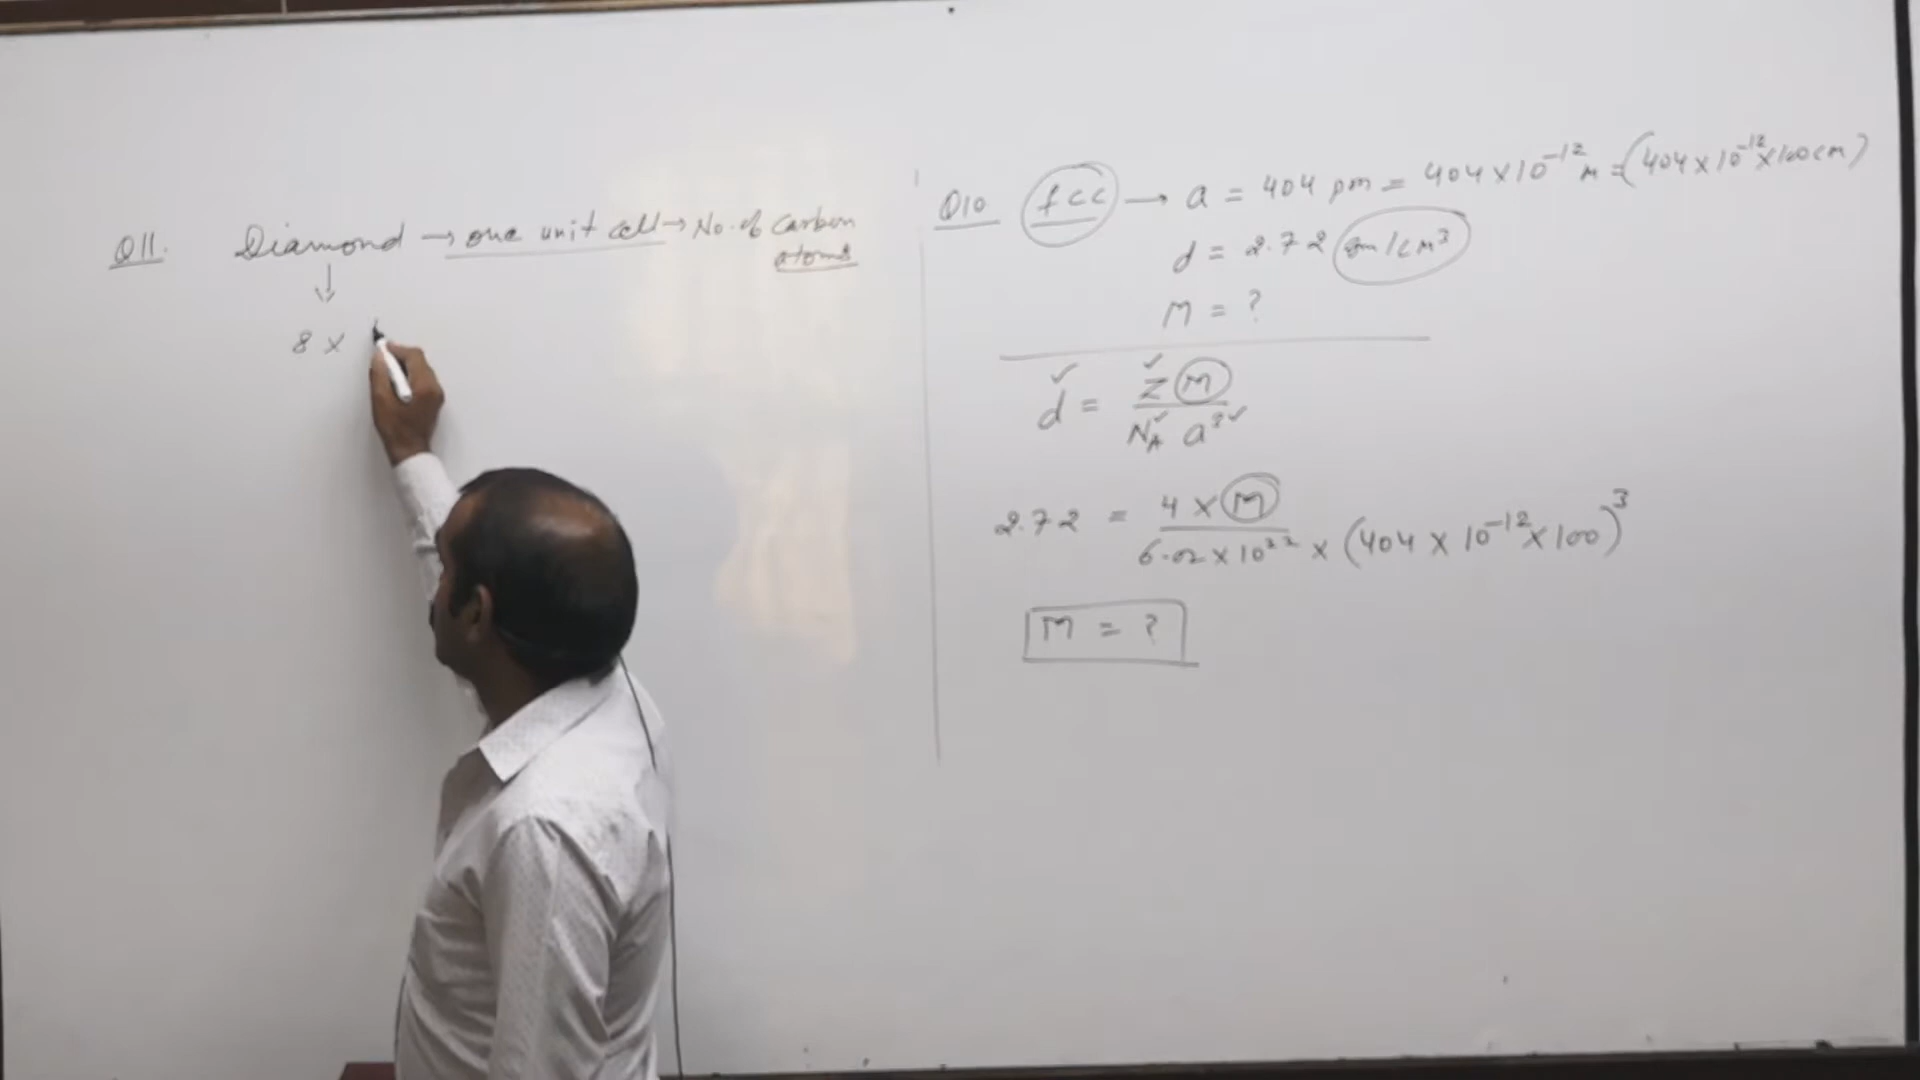 Q11. Diamond → one unit cell → No. of Carbon
atoms
↓
8 ×
Q10 fcc → a = 404 pm = 404 × 10⁻¹² m = (404 × 10⁻¹² × 100 cm)
d = 2.72 gm/cm³
M = ?
d = Z M / N_A a³
2.72 = 4 × M / 6.02 × 10²³ × (404 × 10⁻¹² × 100)³
M = ?